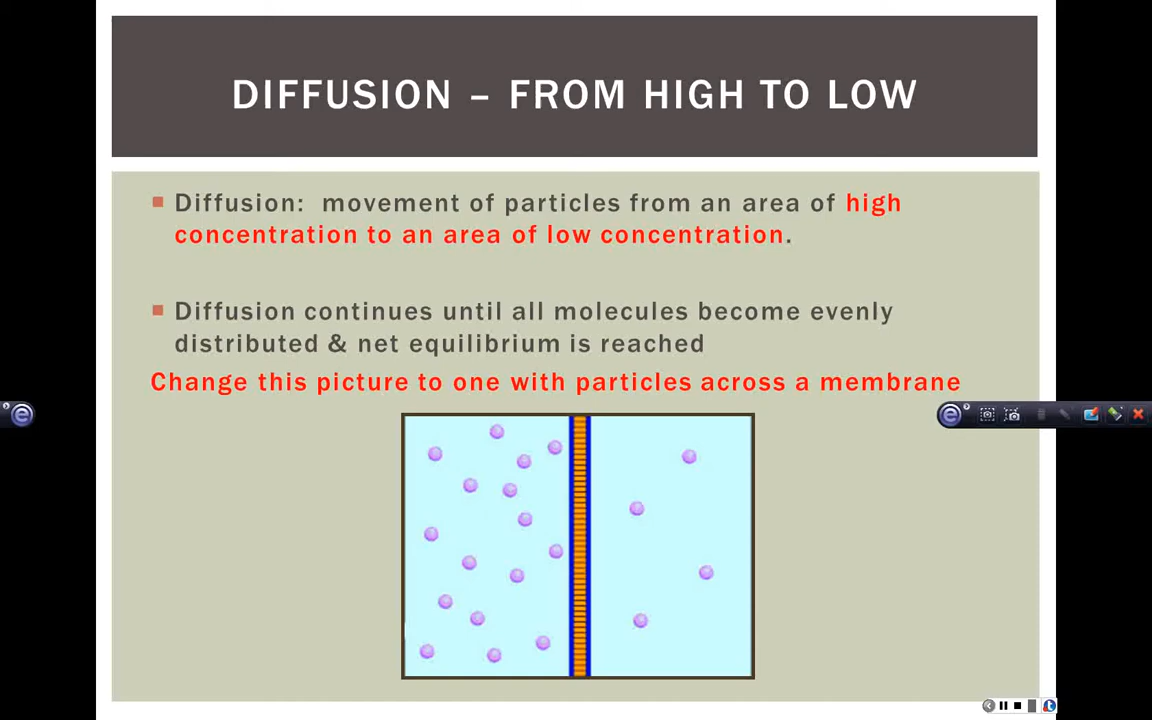 DIFFUSION – FROM HIGH TO LOW
Diffusion:  movement of particles from an area of high
concentration to an area of low concentration.
Diffusion continues until all molecules become evenly
distributed & net equilibrium is reached
Change this picture to one with particles across a membrane